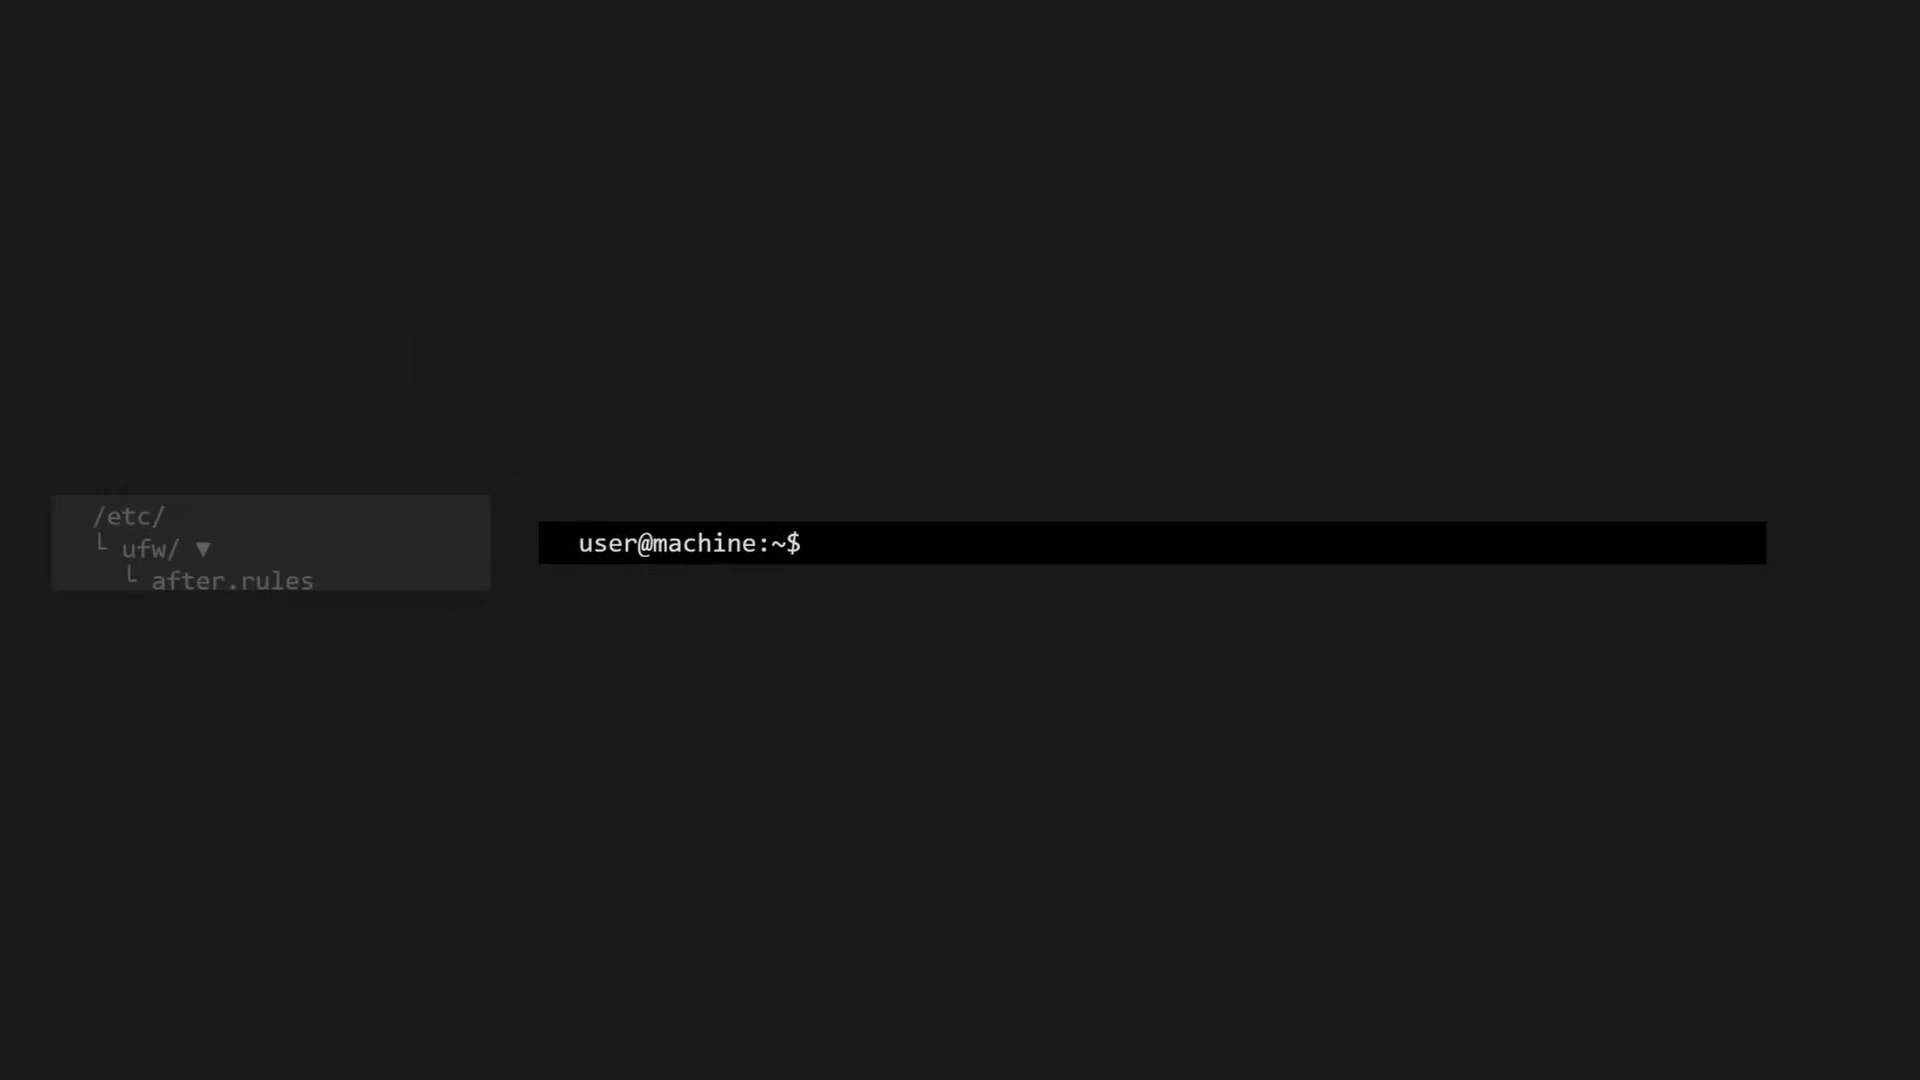 /etc/
└ ufw/ ▼
└ after.rules
user@machine:~$